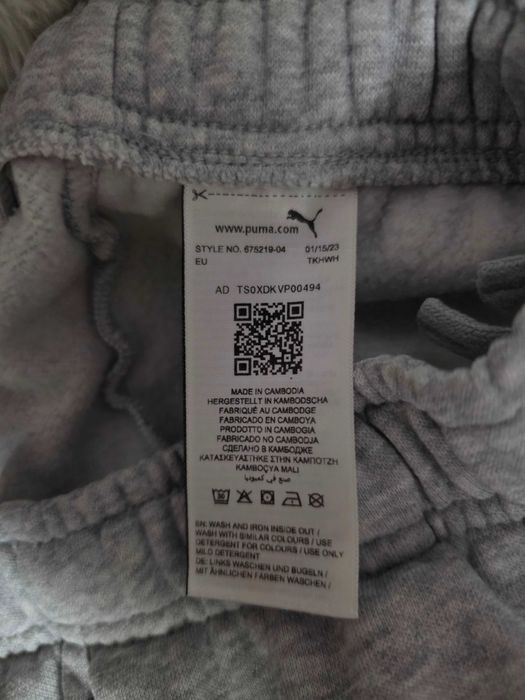 www.puma.com
STYLE NO. 675219-04 01/15/23
EU TKHWH
AD TS0XDKVP00494
MADE IN CAMBODIA
HERGESTELLT IN KAMBODSCHA
FABRIQUÉ AU CAMBODGE
FABRICADO EN CAMBOYA
PRODOTTO IN CAMBOGIA
FABRICADO NO CAMBODJA
СДЕЛАНО В КАМБОДЖЕ
ΚΑΤΑΣΚΕΥΑΣΤΗΚΕ ΣΤΗΝ ΚΑΜΠΟΤΖΗ
KAMBOÇYA MALI
صنع في كمبوديا
EN: WASH AND IRON INSIDE OUT /
WASH WITH SIMILAR COLOURS / USE
DETERGENT FOR COLOURS / USE ONLY
MILD DETERGENT
DE: LINKS WASCHEN UND BÜGELN /
MIT ÄHNLICHEN FARBEN WASCHEN /